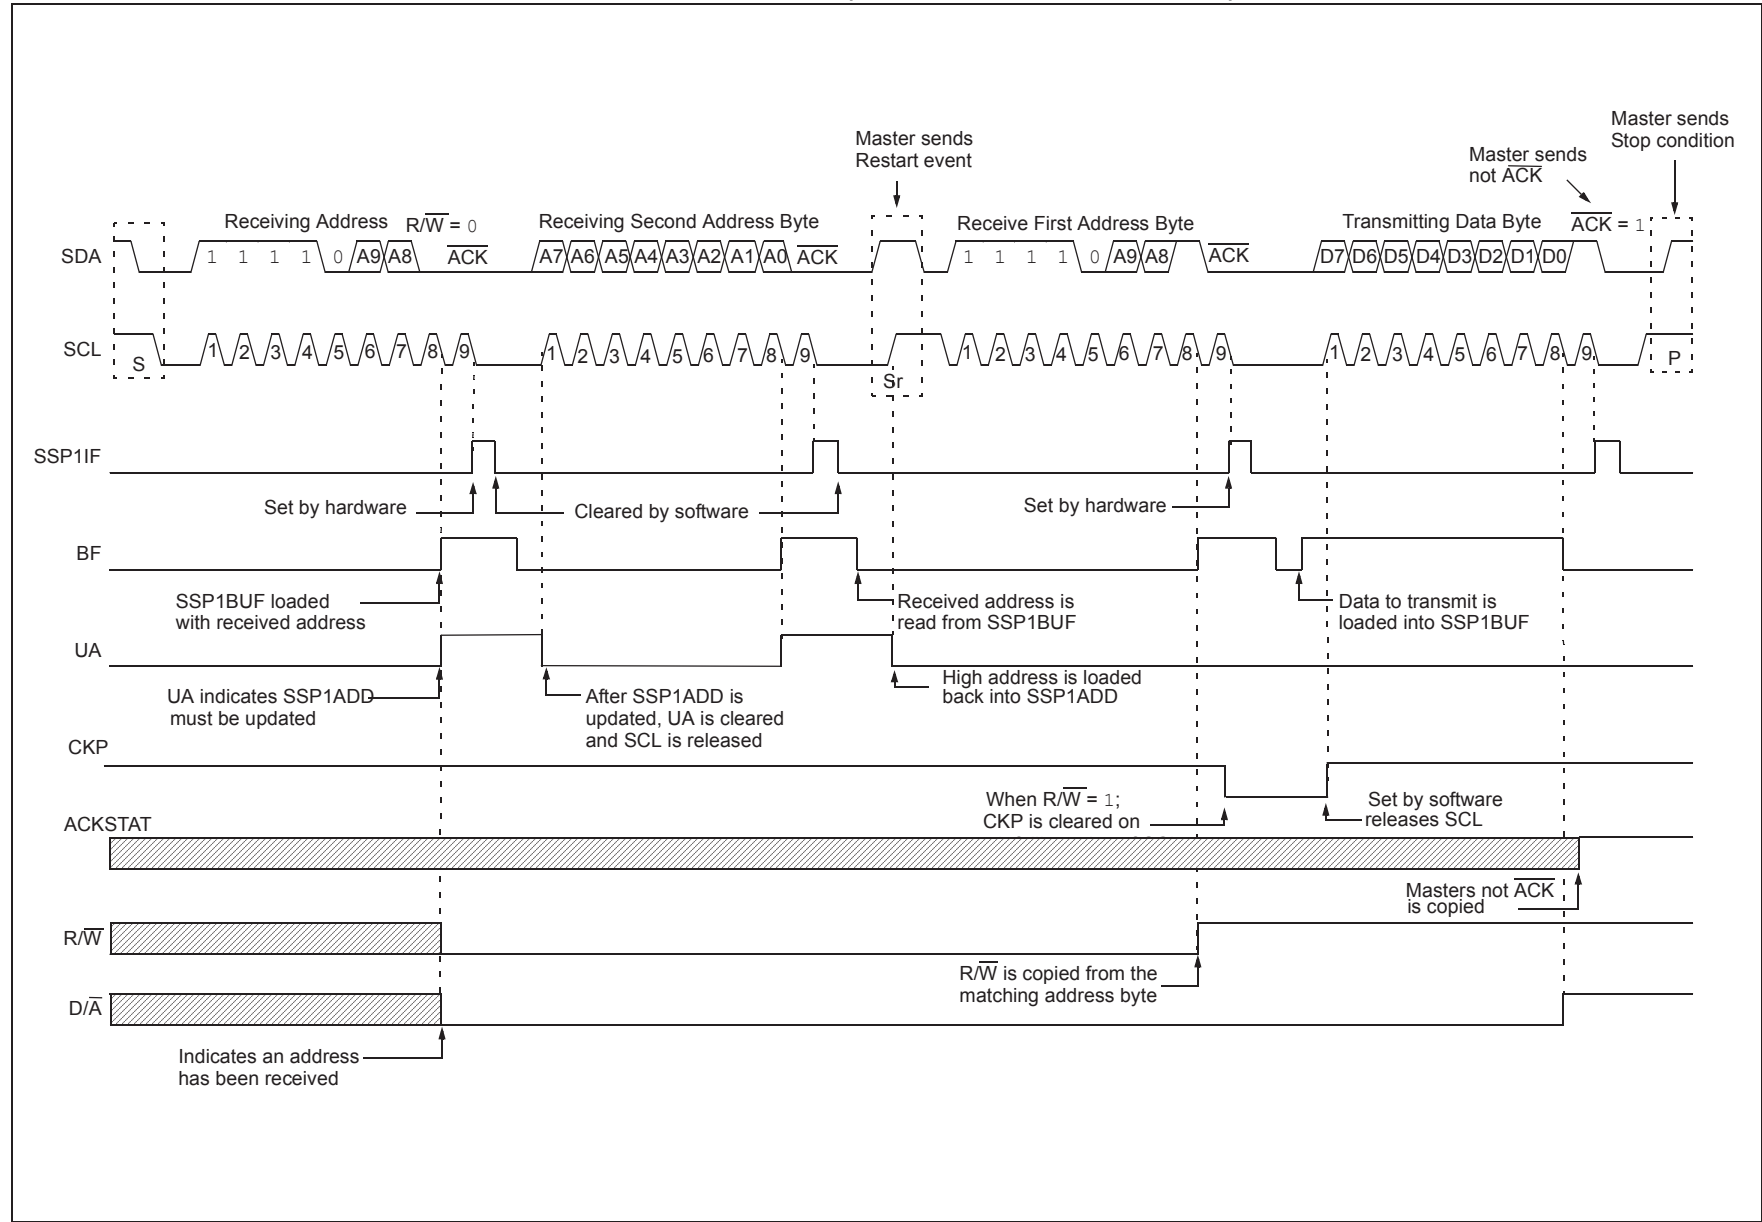 Master sends
Restart event
Master sends
not ACK
Master sends
Stop condition
Receiving Address R/W = 0
Receiving Second Address Byte
Receive First Address Byte
Transmitting Data Byte
ACK = 1
SDA
1 1 1 1 0 A9 A8 ACK
A7 A6 A5 A4 A3 A2 A1 A0 ACK
1 1 1 1 0 A9 A8 ACK
D7 D6 D5 D4 D3 D2 D1 D0
SCL
S
1 2 3 4 5 6 7 8 9
1 2 3 4 5 6 7 8 9
Sr
1 2 3 4 5 6 7 8 9
1 2 3 4 5 6 7 8 9
P
SSP1IF
Set by hardware
Cleared by software
Set by hardware
BF
SSP1BUF loaded
with received address
Received address is
read from SSP1BUF
Data to transmit is
loaded into SSP1BUF
UA
UA indicates SSP1ADD
must be updated
After SSP1ADD is
updated, UA is cleared
and SCL is released
High address is loaded
back into SSP1ADD
CKP
When R/W = 1;
CKP is cleared on
Set by software
releases SCL
ACKSTAT
Masters not ACK
is copied
R/W
R/W is copied from the
matching address byte
D/A
Indicates an address
has been received